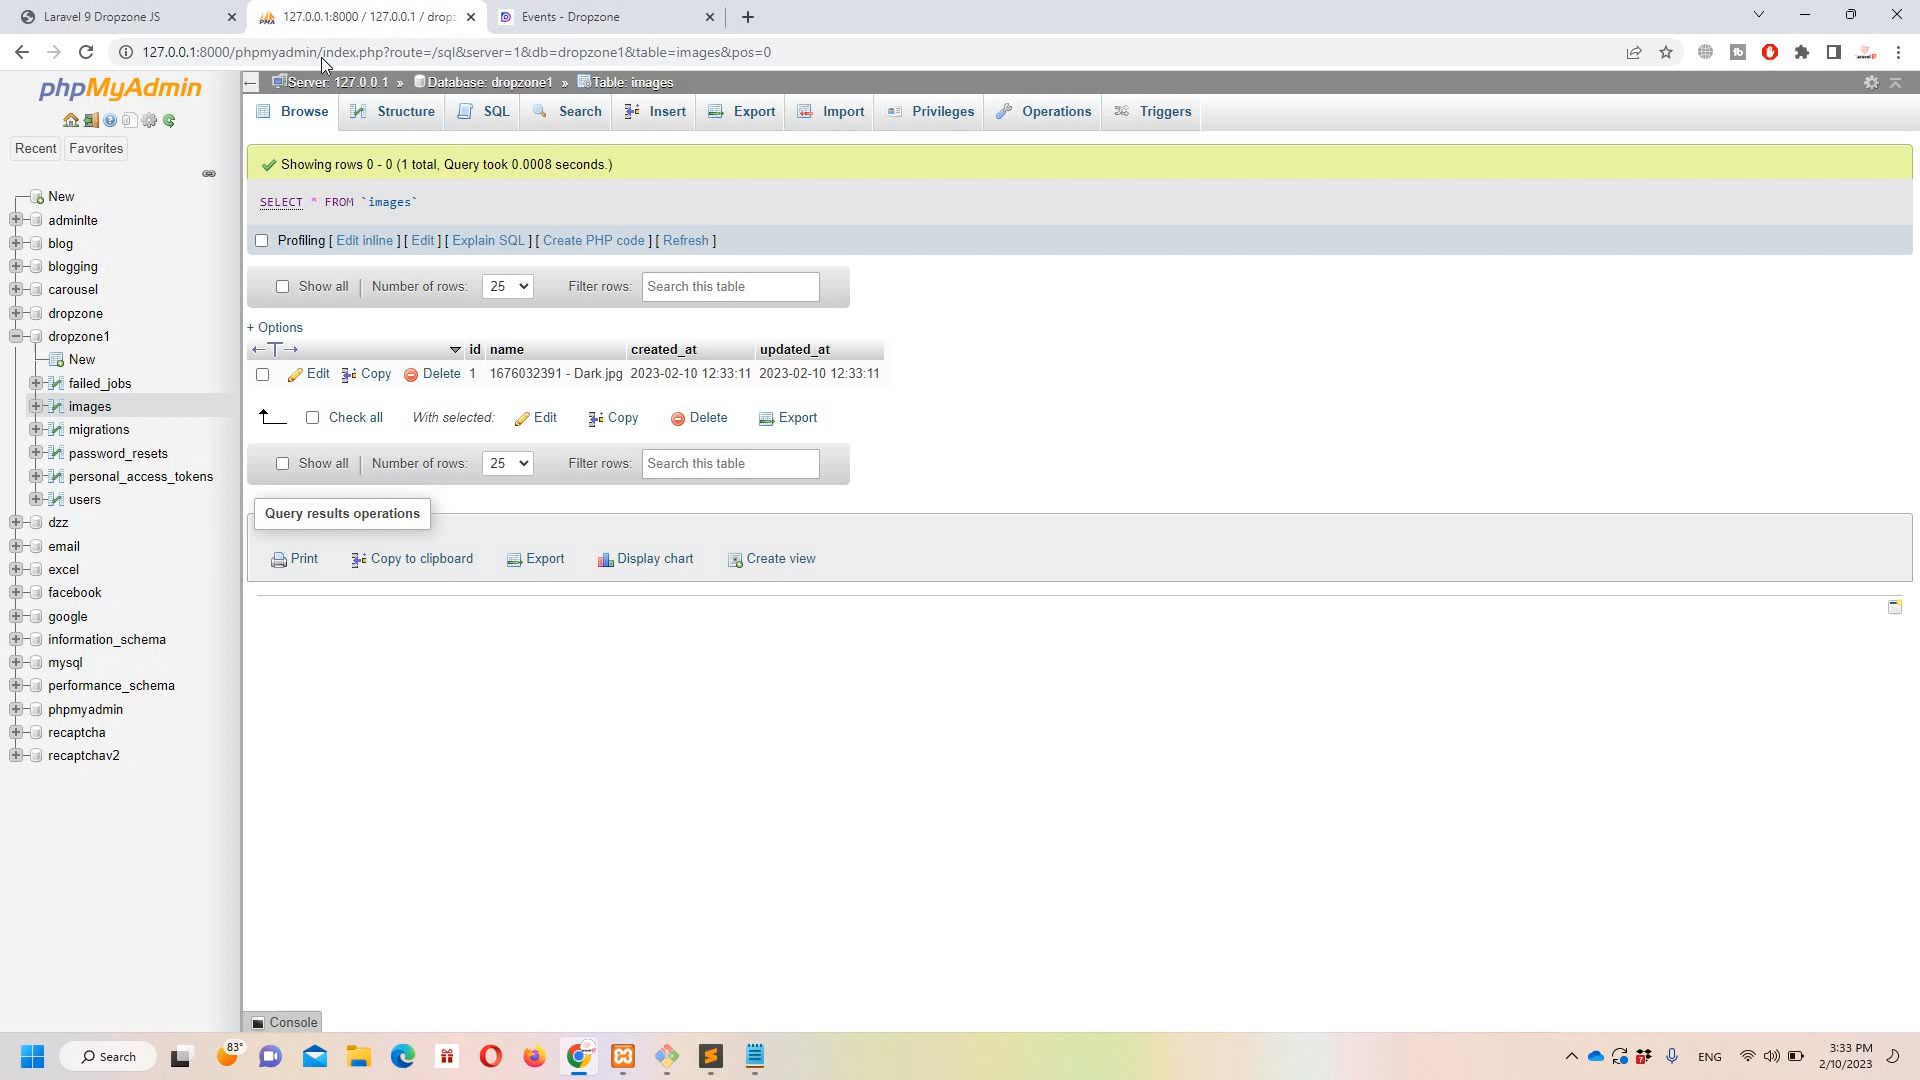 Laravel 9 Dropzone JS
127.0.0.1:8000 / 127.0.0.1 / dropz
Events - Dropzone
127.0.0.1:8000/phpmyadmin/index.php?route=/sql&server=1&db=dropzone1&table=images&pos=0
phpMyAdmin
Server: 127.0.0.1 » Database: dropzone1 » Table: images
Browse Structure SQL Search Insert Export Import Privileges Operations Triggers
Recent Favorites
Showing rows 0 - 0 (1 total, Query took 0.0008 seconds.)
SELECT * FROM `images`
Profiling [ Edit inline ] [ Edit ] [ Explain SQL ] [ Create PHP code ] [ Refresh ]
Show all Number of rows: 25 Filter rows: Search this table
+ Options
id name created_at updated_at
Edit Copy Delete 1 1676032391 - Dark.jpg 2023-02-10 12:33:11 2023-02-10 12:33:11
Check all With selected: Edit Copy Delete Export
Show all Number of rows: 25 Filter rows: Search this table
Query results operations
Print Copy to clipboard Export Display chart Create view
New
adminlte
blog
blogging
carousel
dropzone
dropzone1
New
failed_jobs
images
migrations
password_resets
personal_access_tokens
users
dzz
email
excel
facebook
google
information_schema
mysql
performance_schema
phpmyadmin
recaptcha
recaptchav2
Console
Search
83°
ENG
3:33 PM
2/10/2023